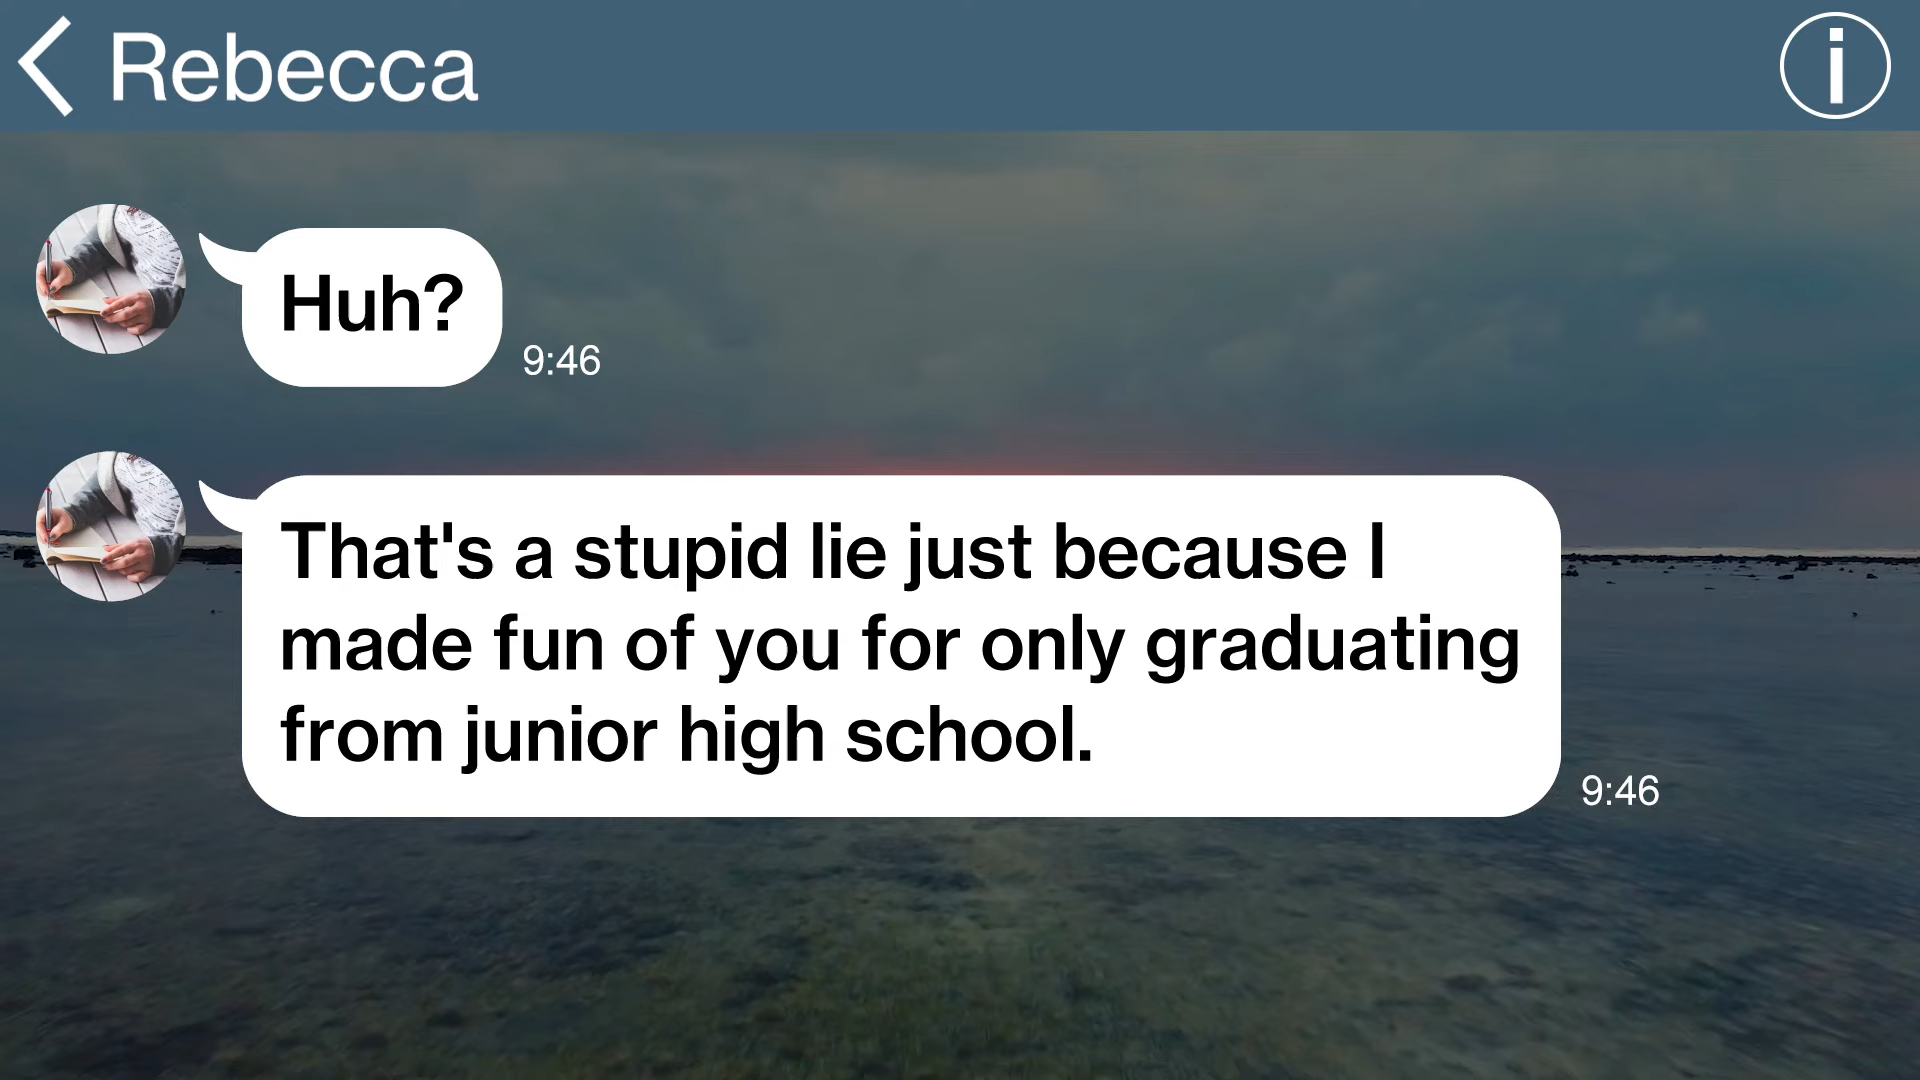 Rebecca
Huh?
9:46
That's a stupid lie just because I
made fun of you for only graduating
from junior high school.
9:46